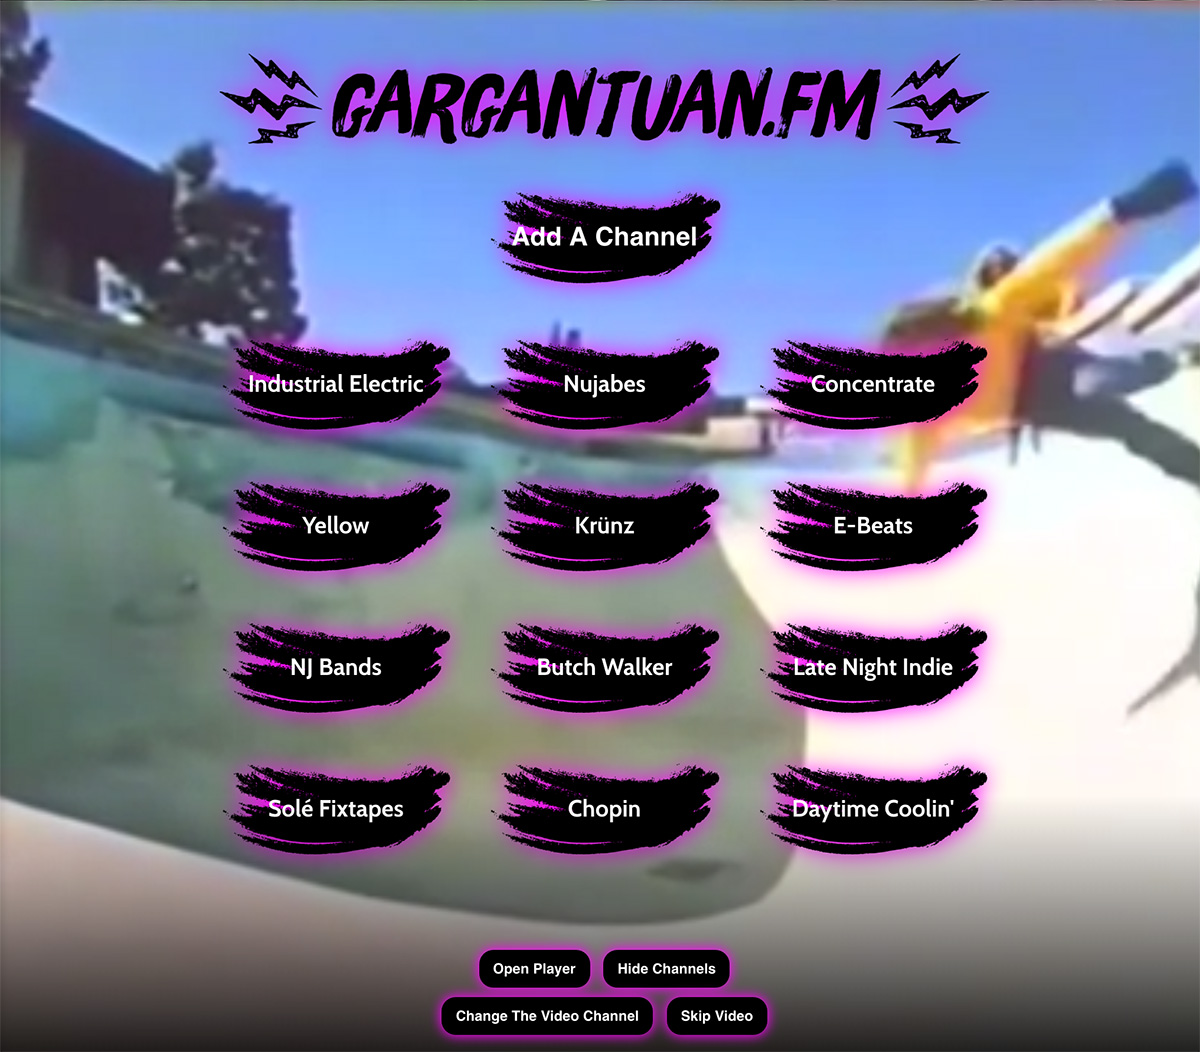 GARGANTUAN.FM
Add A Channel
Industrial Electric
Nujabes
Concentrate
Yellow
Krünz
E-Beats
NJ Bands
Butch Walker
Late Night Indie
Solé Fixtapes
Chopin
Daytime Coolin'
Open Player
Hide Channels
Change The Video Channel
Skip Video